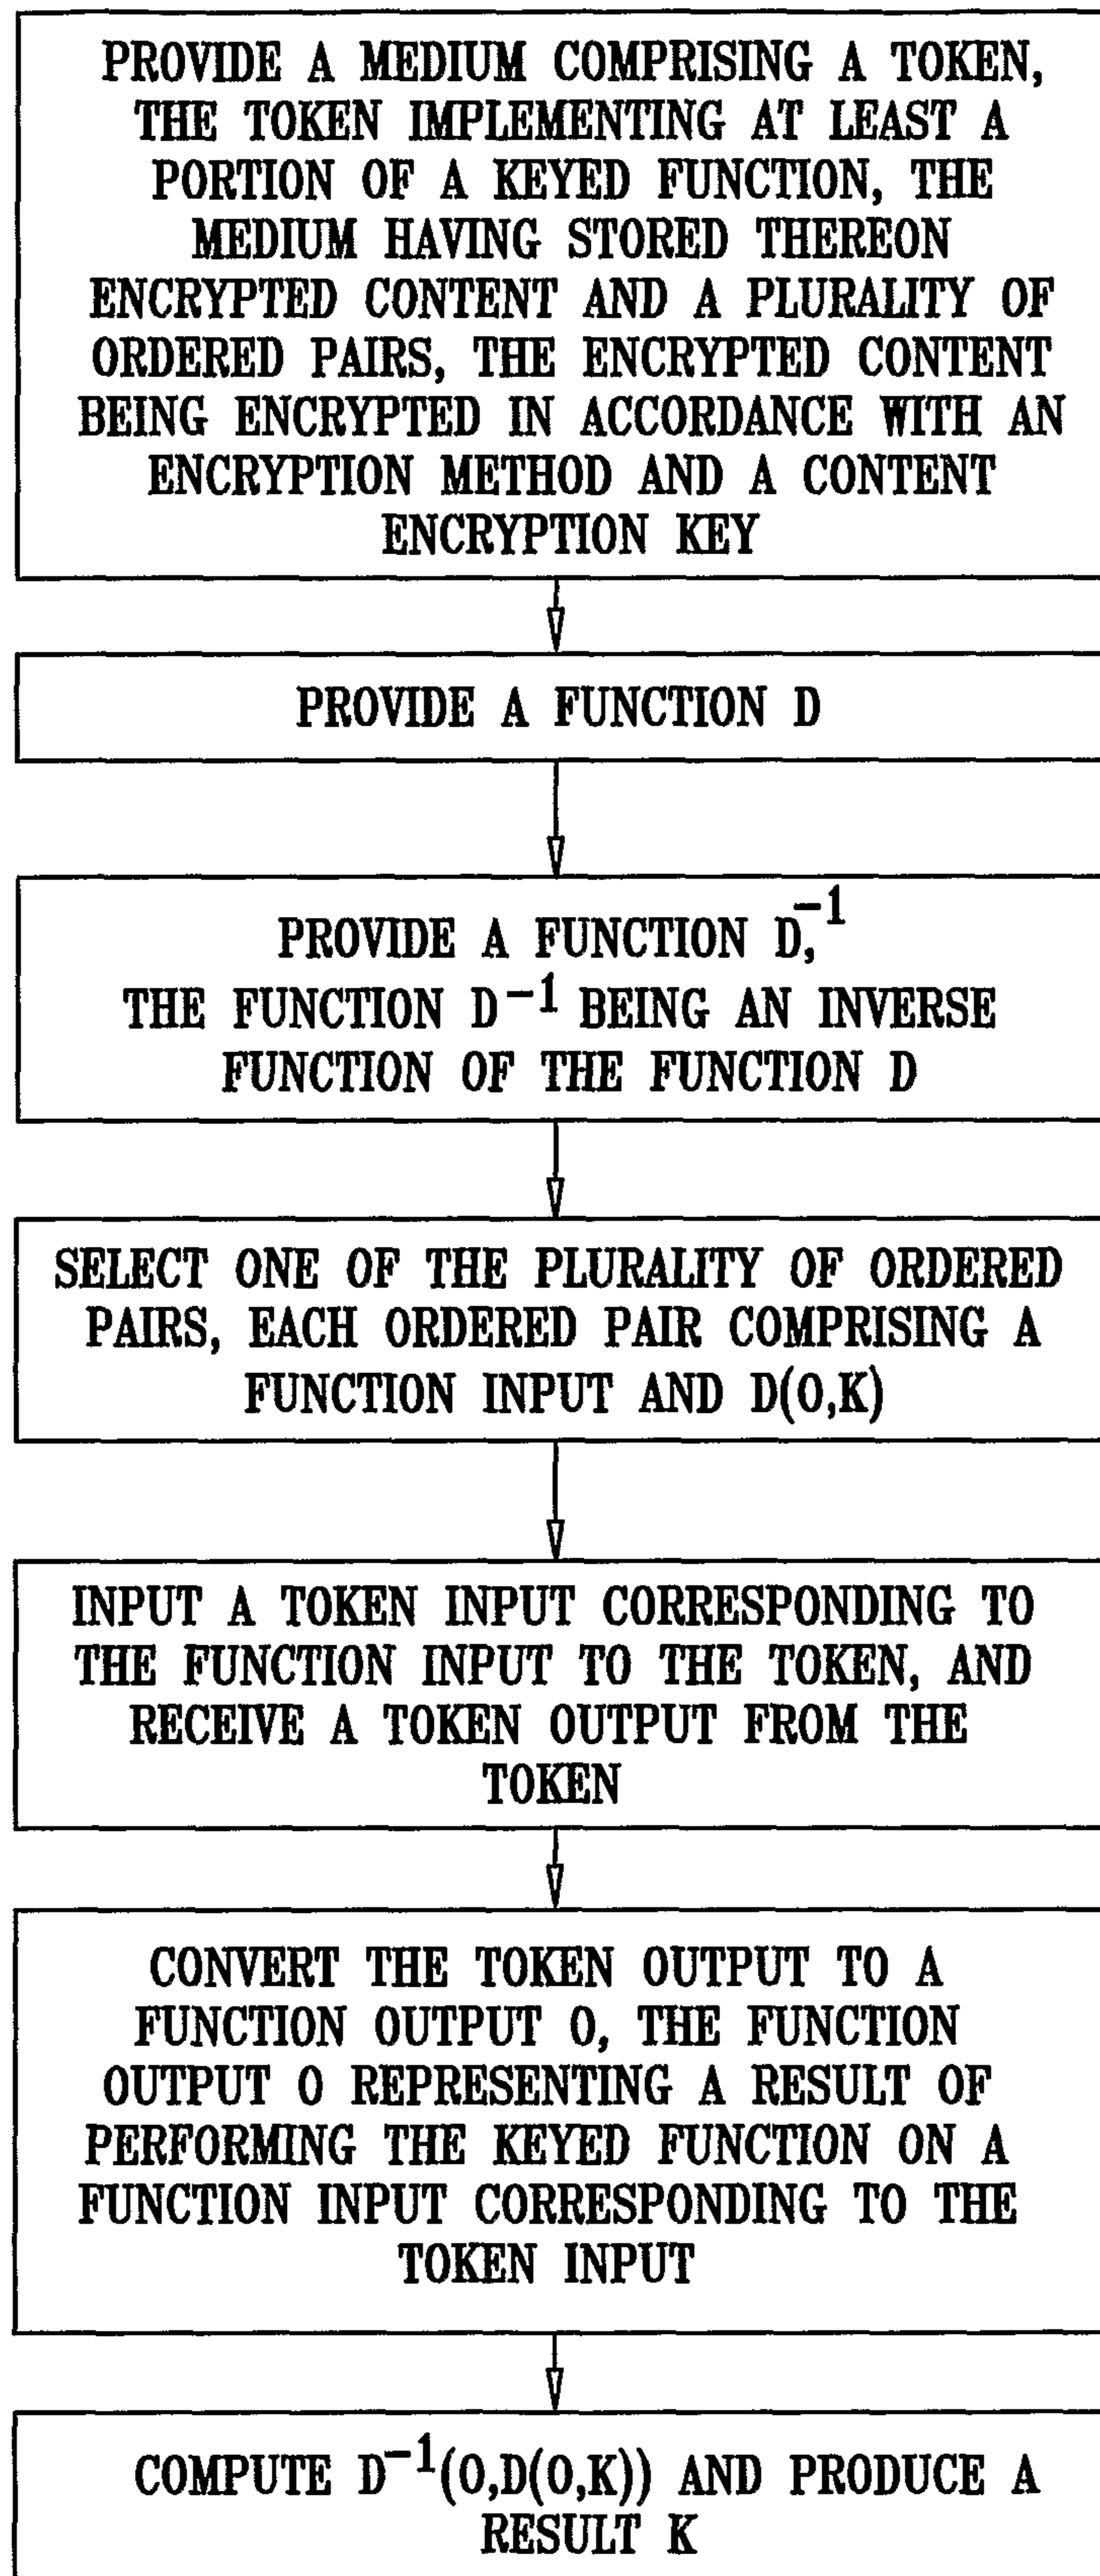 PROVIDE A MEDIUM COMPRISING A TOKEN,
THE TOKEN IMPLEMENTING AT LEAST A
PORTION OF A KEYED FUNCTION, THE
MEDIUM HAVING STORED THEREON
ENCRYPTED CONTENT AND A PLURALITY OF
ORDERED PAIRS, THE ENCRYPTED CONTENT
BEING ENCRYPTED IN ACCORDANCE WITH AN
ENCRYPTION METHOD AND A CONTENT
ENCRYPTION KEY
PROVIDE A FUNCTION D
PROVIDE A FUNCTION D⁻¹,
THE FUNCTION D⁻¹ BEING AN INVERSE
FUNCTION OF THE FUNCTION D
SELECT ONE OF THE PLURALITY OF ORDERED
PAIRS, EACH ORDERED PAIR COMPRISING A
FUNCTION INPUT AND D(O,K)
INPUT A TOKEN INPUT CORRESPONDING TO
THE FUNCTION INPUT TO THE TOKEN, AND
RECEIVE A TOKEN OUTPUT FROM THE
TOKEN
CONVERT THE TOKEN OUTPUT TO A
FUNCTION OUTPUT O, THE FUNCTION
OUTPUT O REPRESENTING A RESULT OF
PERFORMING THE KEYED FUNCTION ON A
FUNCTION INPUT CORRESPONDING TO THE
TOKEN INPUT
COMPUTE D⁻¹(O,D(O,K)) AND PRODUCE A
RESULT K